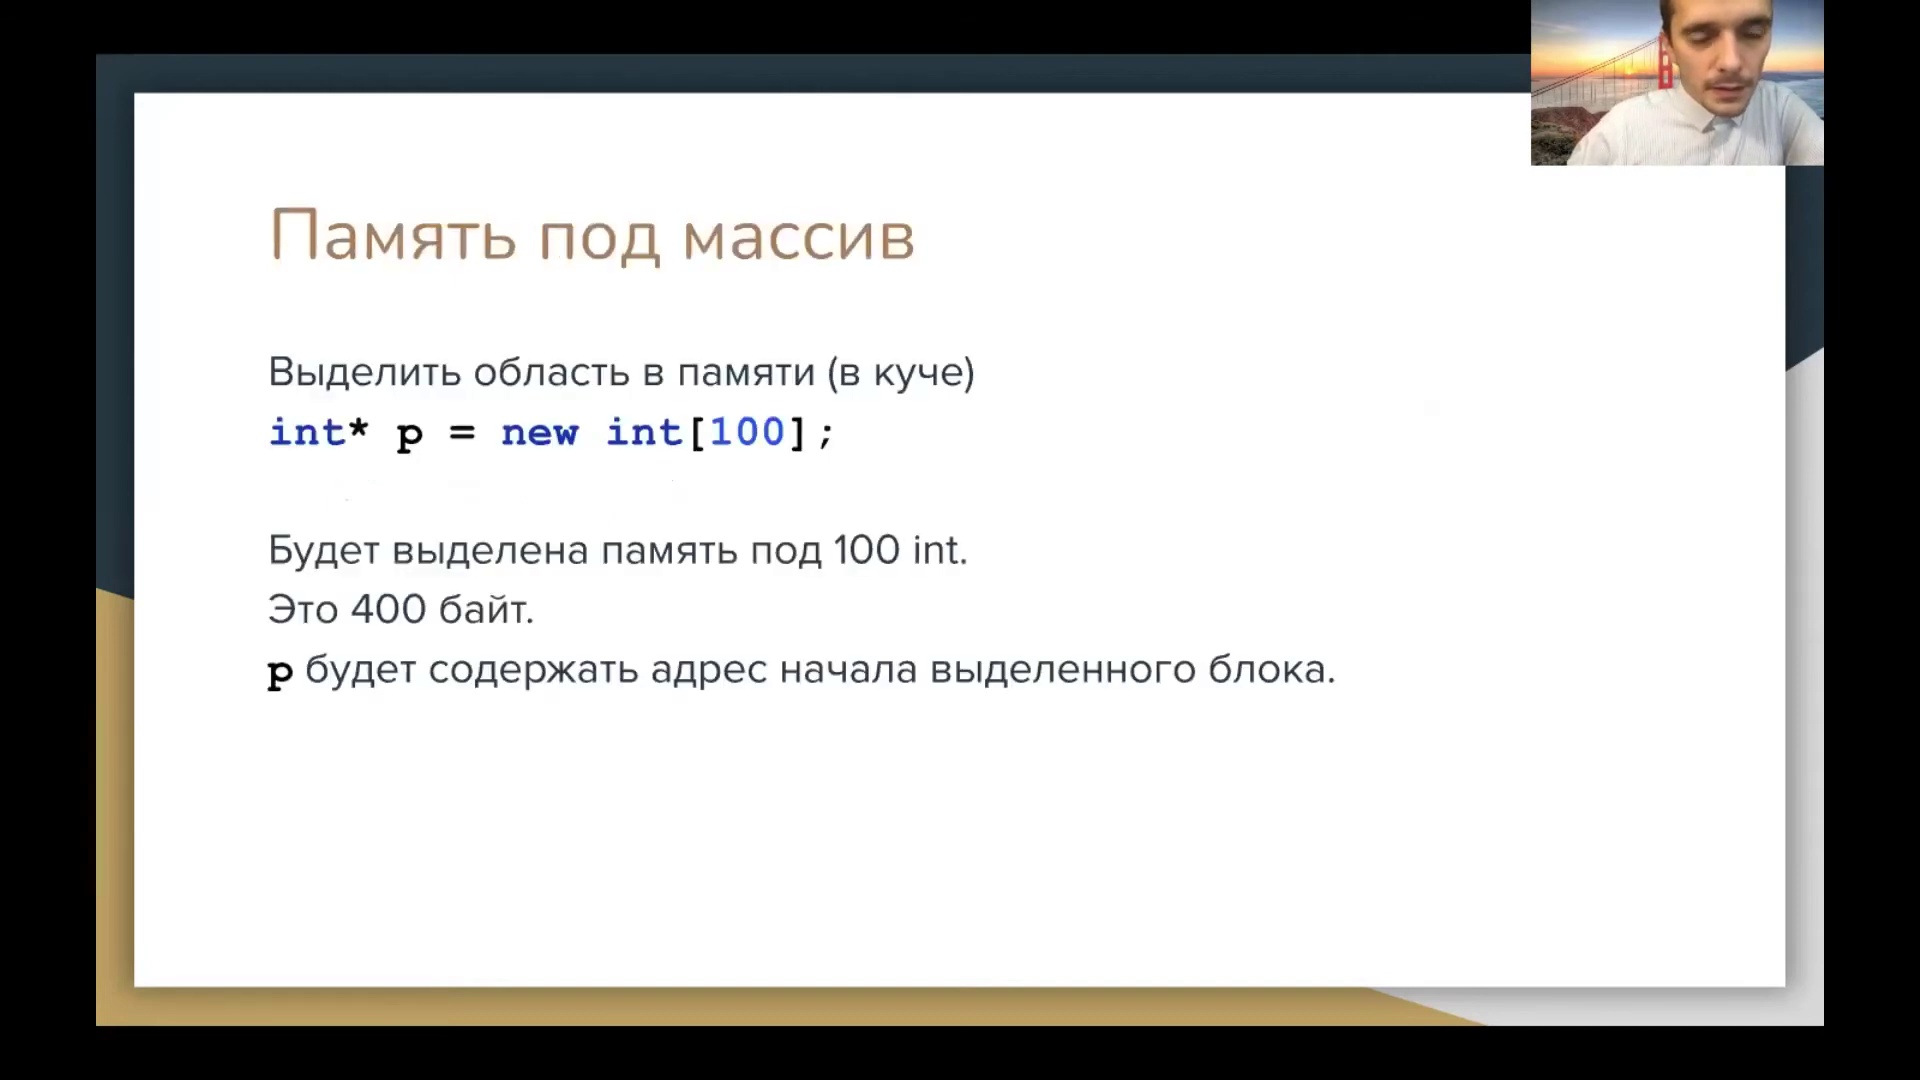 Память под массив
Выделить область в памяти (в куче)
int* p = new int[100];
Будет выделена память под 100 int.
Это 400 байт.
p будет содержать адрес начала выделенного блока.